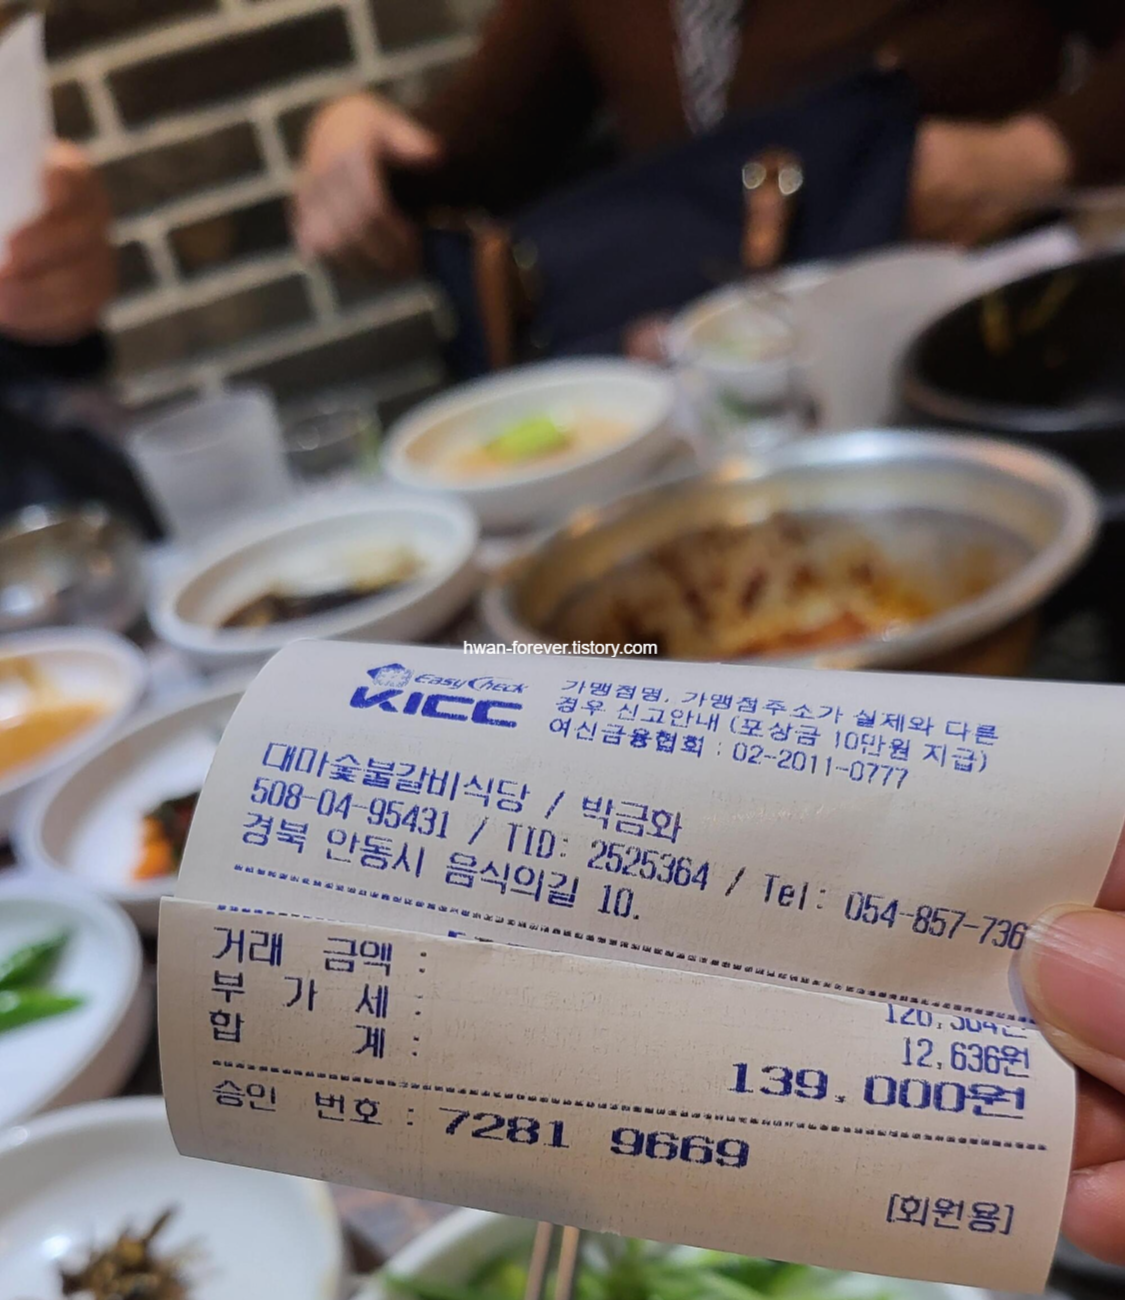 hwan-forever.tistory.com
EasyCheck
KICC
가맹점명, 가맹점주소가 실제와 다른
경우 신고안내 (포상금 10만원 지급)
여신금융협회 : 02-2011-0777
대마숯불갈비식당 / 박금화
508-04-95431 / TID: 2525364 / Tel: 054-857-736
경북 안동시 음식의길 10.
거래 금액 :
부 가 세 : 12,636원
합 계 : 139,000원
승인 번호 : 7281 9669
[회원용]